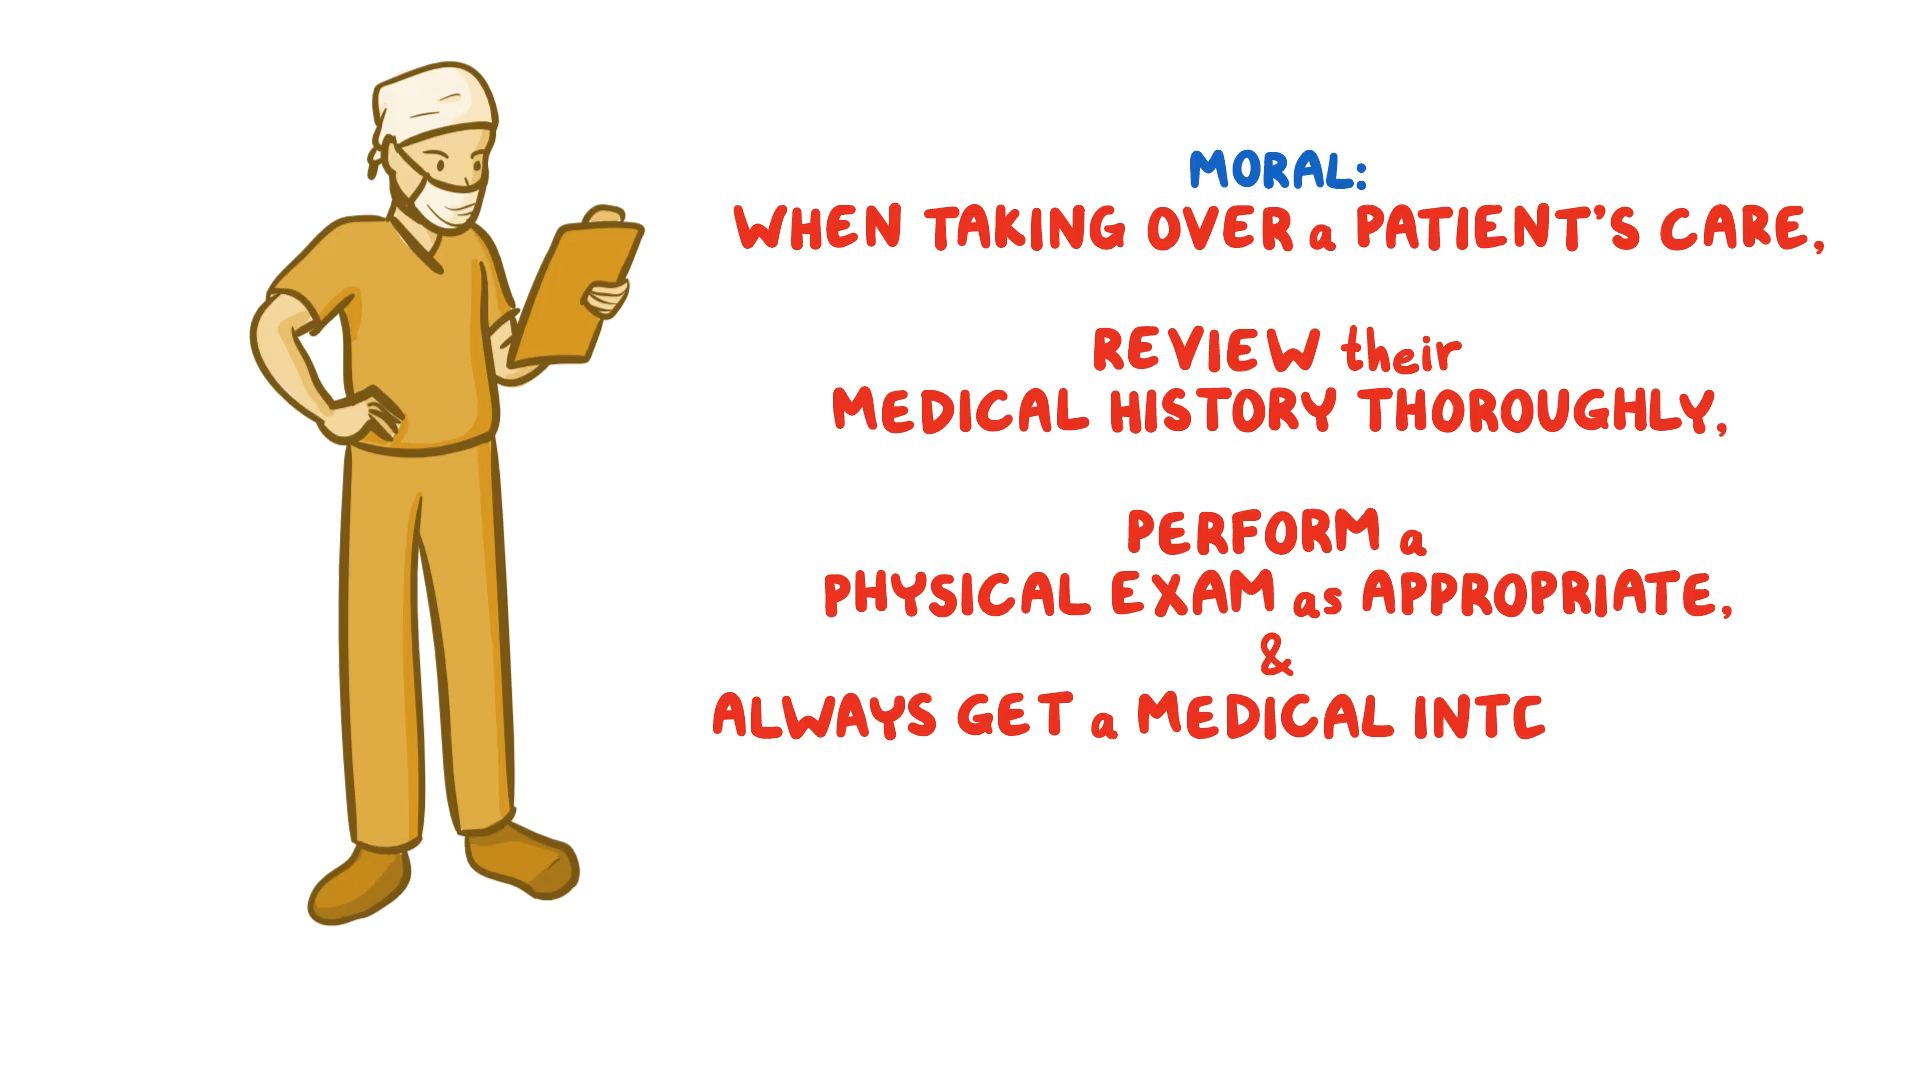 MORAL:
WHEN TAKING OVER a PATIENT'S CARE,
REVIEW their
MEDICAL HISTORY THOROUGHLY,
PERFORM a
PHYSICAL EXAM as APPROPRIATE,
&
ALWAYS GET a MEDICAL INTC